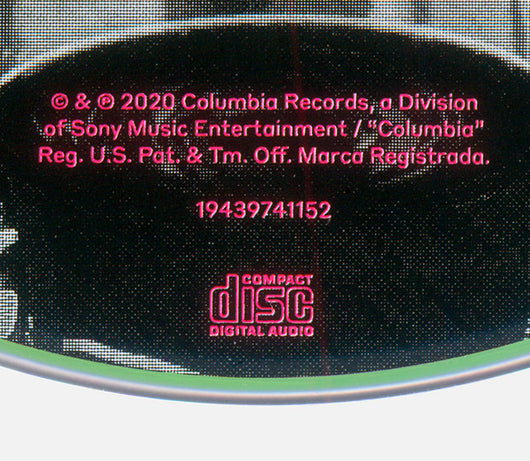 © & ℗ 2020 Columbia Records, a Division
of Sony Music Entertainment / “Columbia”
Reg. U.S. Pat. & Tm. Off. Marca Registrada.
19439741152
COMPACT
disc
DIGITAL AUDIO